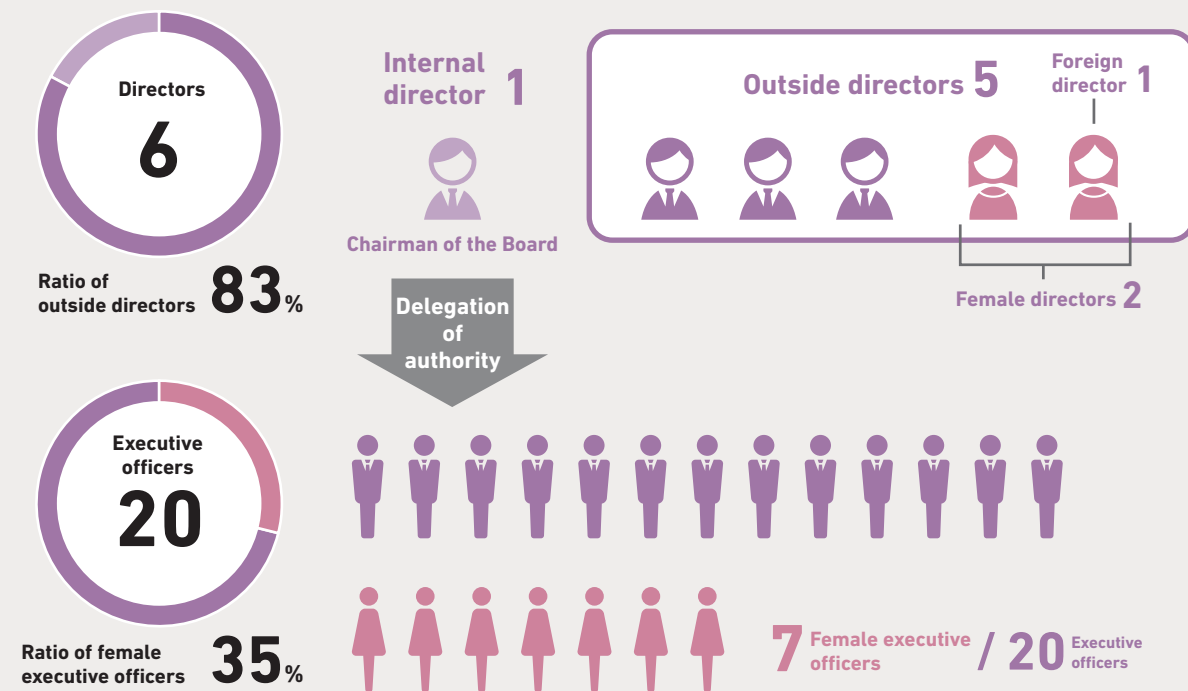 Directors
6
Ratio of
outside directors 83%
Internal
director 1
Chairman of the Board
Outside directors 5
Foreign
director 1
Female directors 2
Delegation
of
authority
Executive
officers
20
Ratio of female
executive officers 35%
7 Female executive
officers
/ 20 Executive
officers